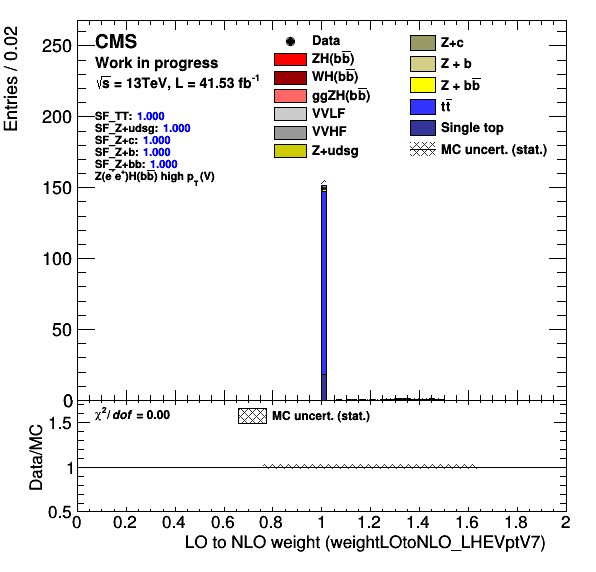 Entries / 0.02
250
200
150
100
50
0
CMS
Work in progress
√s = 13TeV, L = 41.53 fb⁻¹
SF_TT: 1.000
SF_Z+udsg: 1.000
SF_Z+c: 1.000
SF_Z+b: 1.000
SF_Z+bb: 1.000
Z(e⁻e⁺)H(bb̅) high p_T(V)
Data
ZH(bb̅)
WH(bb̅)
ggZH(bb̅)
VVLF
VVHF
Z+udsg
Z+c
Z + b
Z + bb̅
tt̅
Single top
MC uncert. (stat.)
Data/MC
1.5
1
0.5
χ²/dof = 0.00
MC uncert. (stat.)
0 0.2 0.4 0.6 0.8 1 1.2 1.4 1.6 1.8 2
LO to NLO weight (weightLOtoNLO_LHEVptV7)